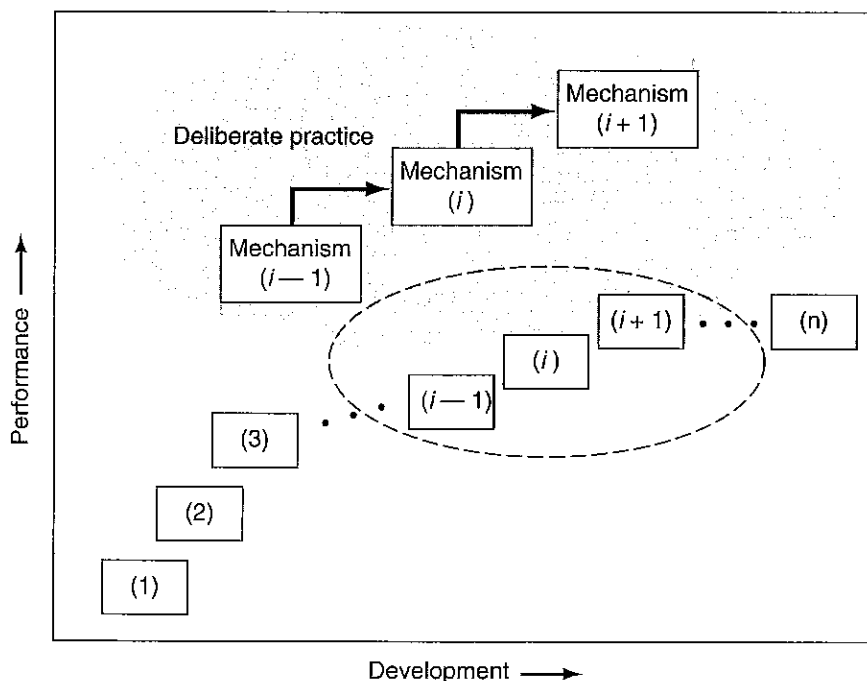 Mechanism
(i + 1)
Deliberate practice
Mechanism
(i)
Mechanism
(i — 1)
(i + 1)
• • •
(n)
(i)
(i — 1)
• • •
(3)
(2)
(1)
Performance
Development